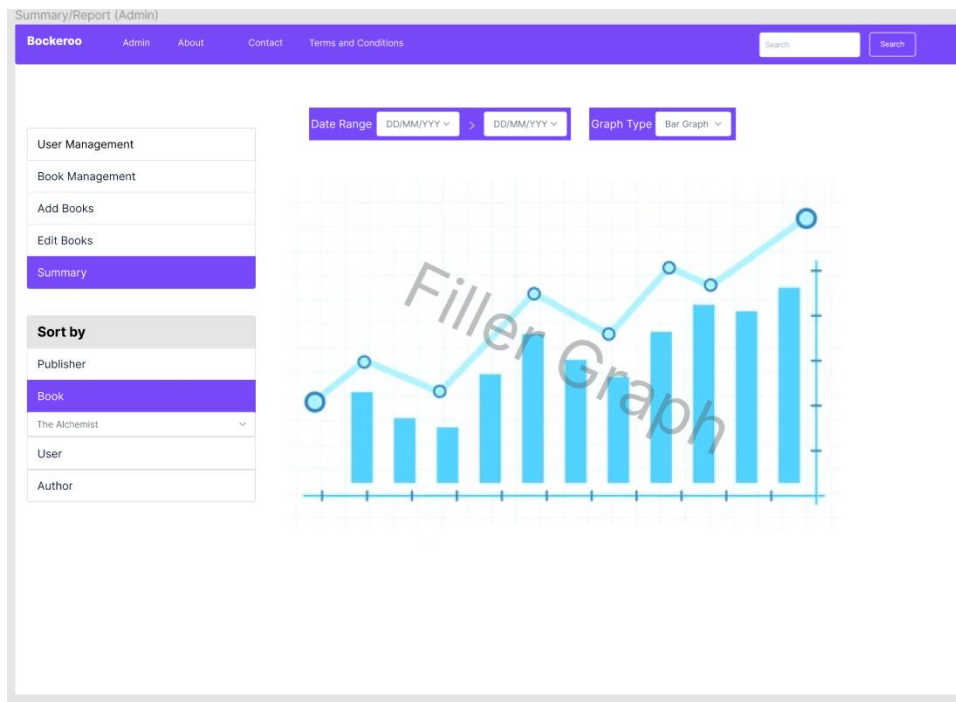 Summary/Report (Admin)
Bockeroo Admin About Contact Terms and Conditions Search Search
Date Range DD/MM/YYY > DD/MM/YYY Graph Type Bar Graph
User Management
Book Management
Add Books
Edit Books
Summary
Sort by
Publisher
Book
The Alchemist
User
Author
Filler Graph